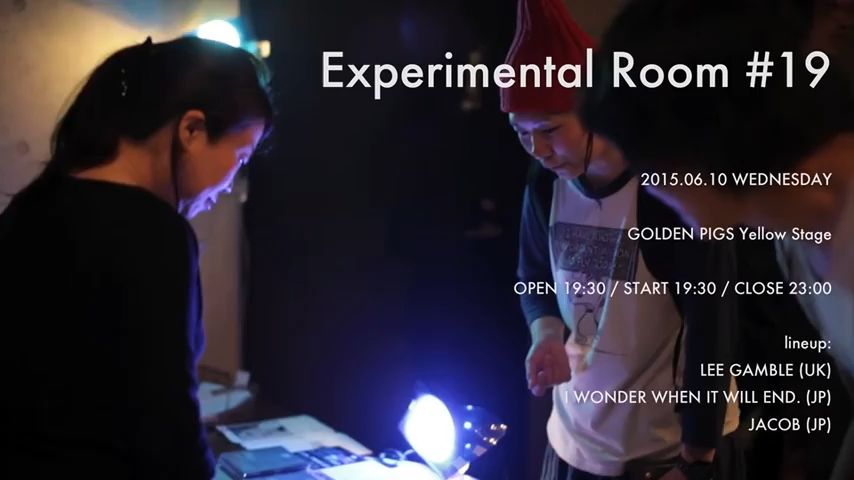 Experimental Room #19
2015.06.10 WEDNESDAY
GOLDEN PIGS Yellow Stage
OPEN 19:30 / START 19:30 / CLOSE 23:00
lineup:
LEE GAMBLE (UK)
I WONDER WHEN IT WILL END. (JP)
JACOB (JP)